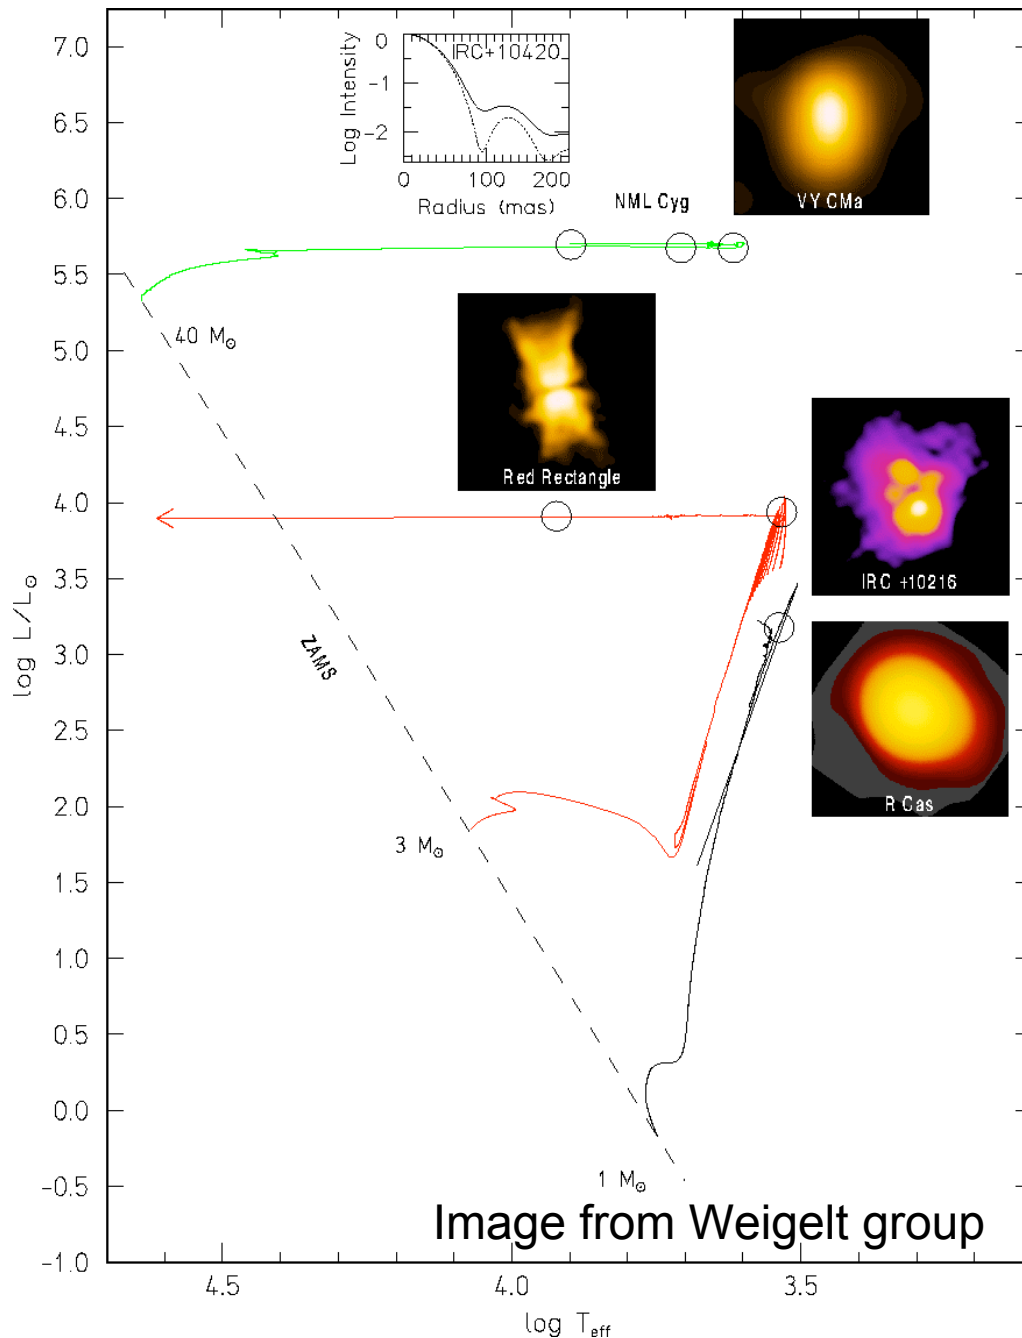 7.0
6.5
6.0
5.5
5.0
4.5
4.0
3.5
3.0
2.5
2.0
1.5
1.0
0.5
0.0
-0.5
-1.0
log L/L☉
0
-1
-2
Log Intensity
IRC+10420
0 100 200
Radius (mas)
NML Cyg
VY CMa
40 M☉
Red Rectangle
IRC +10216
ZAMS
R Cas
3 M☉
1 M☉
Image from Weigelt group
4.5 4.0 3.5
log Teff